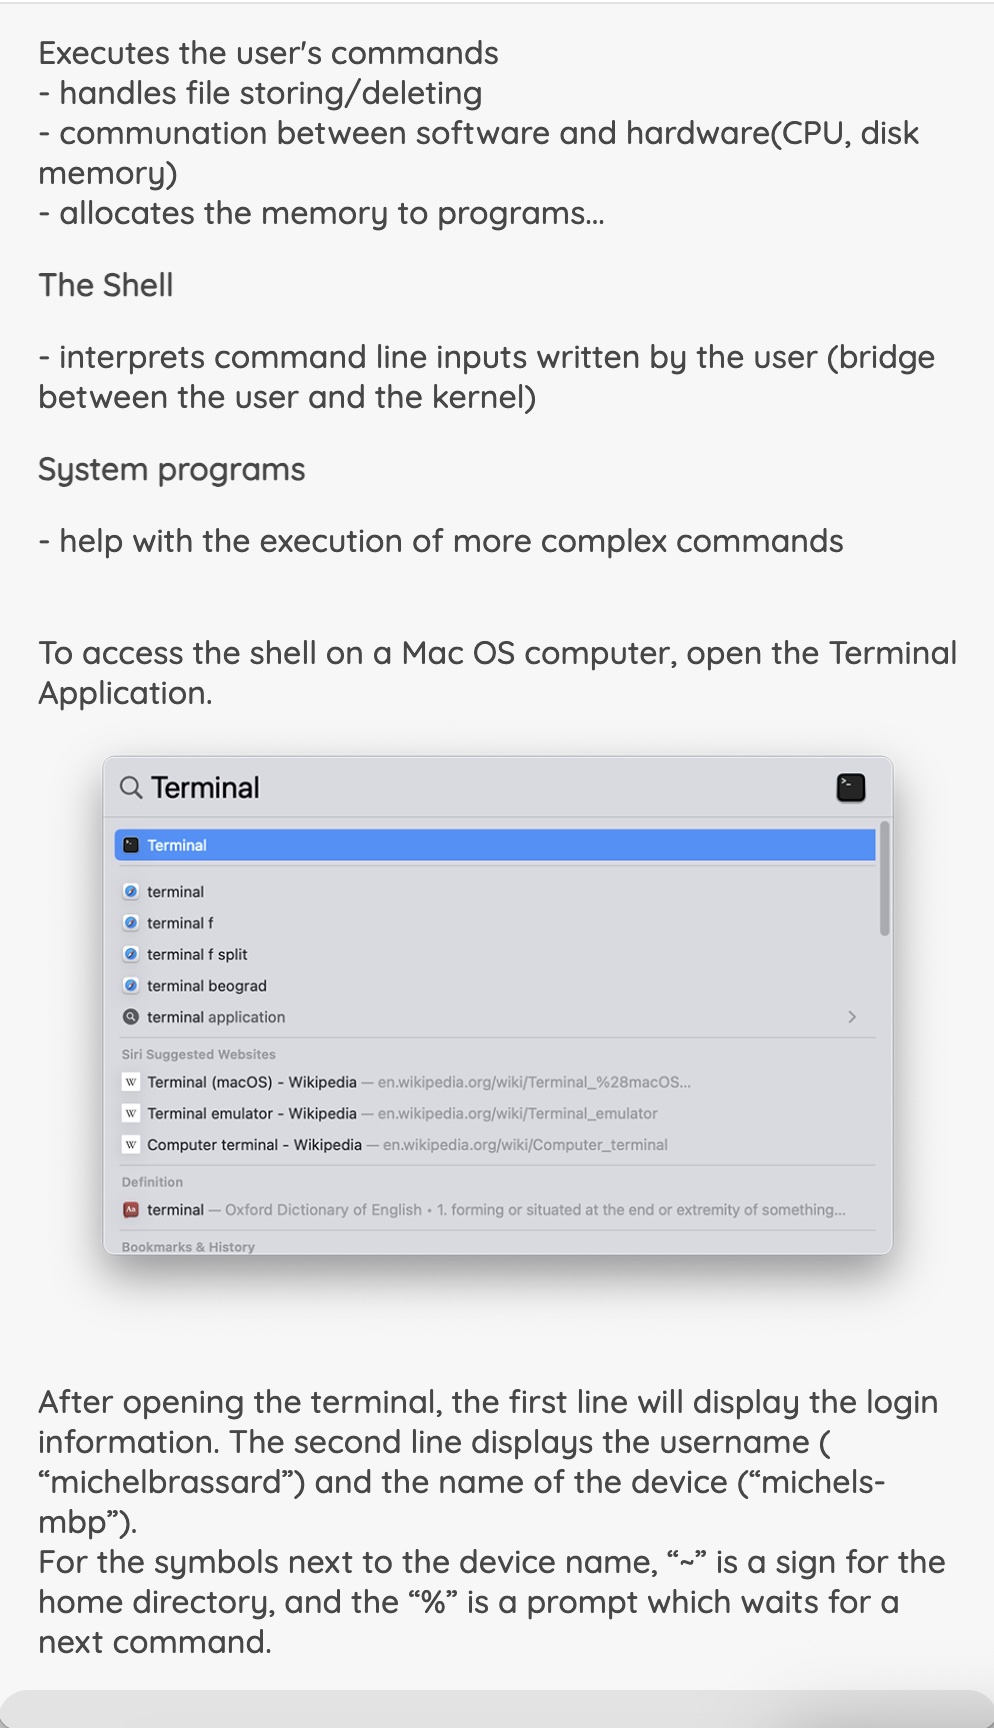 Executes the user's commands
- handles file storing/deleting
- communation between software and hardware(CPU, disk
memory)
- allocates the memory to programs...
The Shell
- interprets command line inputs written by the user (bridge
between the user and the kernel)
System programs
- help with the execution of more complex commands
To access the shell on a Mac OS computer, open the Terminal
Application.
Terminal
Terminal
terminal
terminal f
terminal f split
terminal beograd
terminal application
Siri Suggested Websites
W Terminal (macOS) - Wikipedia — en.wikipedia.org/wiki/Terminal_%28macOS...
W Terminal emulator - Wikipedia — en.wikipedia.org/wiki/Terminal_emulator
W Computer terminal - Wikipedia — en.wikipedia.org/wiki/Computer_terminal
Definition
Aa terminal — Oxford Dictionary of English • 1. forming or situated at the end or extremity of something...
Bookmarks & History
After opening the terminal, the first line will display the login
information. The second line displays the username (
“michelbrassard”) and the name of the device (“michels-
mbp”).
For the symbols next to the device name, “~” is a sign for the
home directory, and the “%” is a prompt which waits for a
next command.